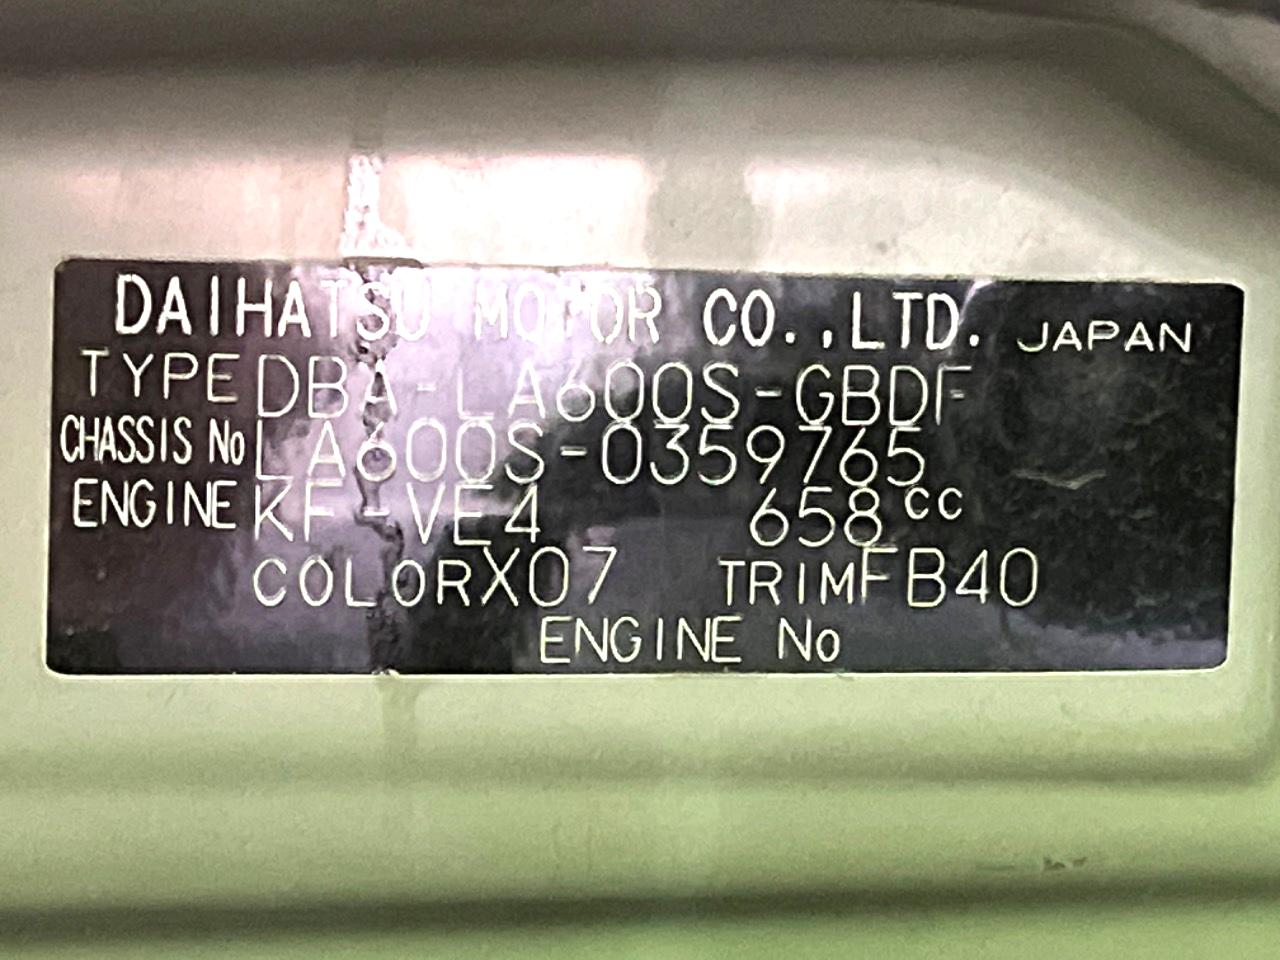 DAIHATSU MOTOR CO.,LTD. JAPAN
TYPE DBA-LA600S-GBDF
CHASSIS No LA600S-0359765
ENGINE KF-VE4 658cc
COLOR X07 TRIM FB40
ENGINE No